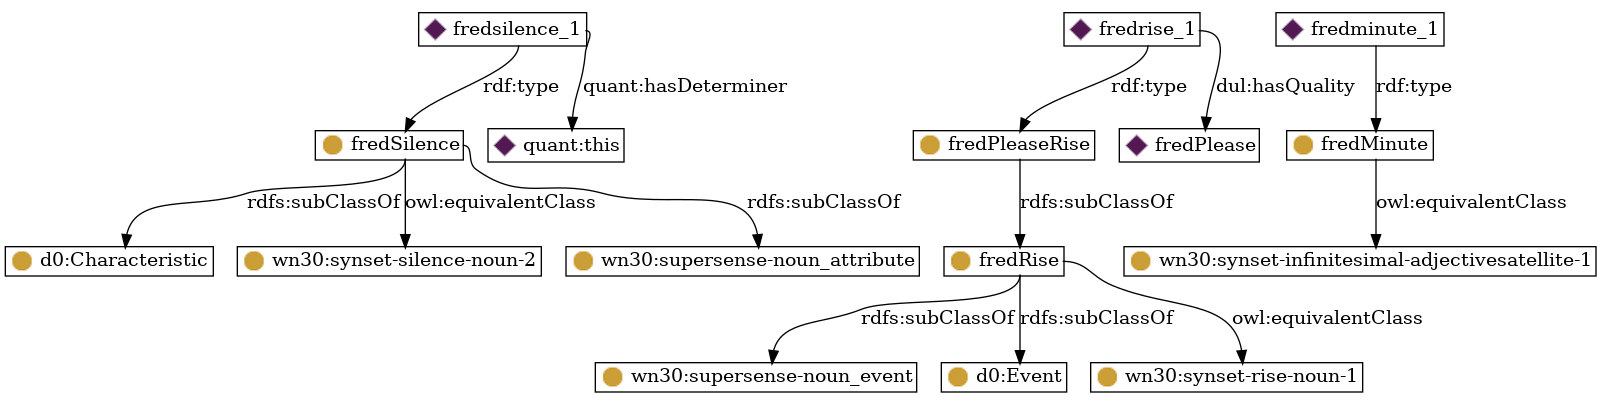 fredsilence_1
fredrise_1
fredminute_1
rdf:type
quant:hasDeterminer
rdf:type
dul:hasQuality
rdf:type
fredSilence
quant:this
fredPleaseRise
fredPlease
fredMinute
rdfs:subClassOf
owl:equivalentClass
rdfs:subClassOf
rdfs:subClassOf
owl:equivalentClass
d0:Characteristic
wn30:synset-silence-noun-2
wn30:supersense-noun_attribute
fredRise
wn30:synset-infinitesimal-adjectivesatellite-1
rdfs:subClassOf
rdfs:subClassOf
owl:equivalentClass
wn30:supersense-noun_event
d0:Event
wn30:synset-rise-noun-1